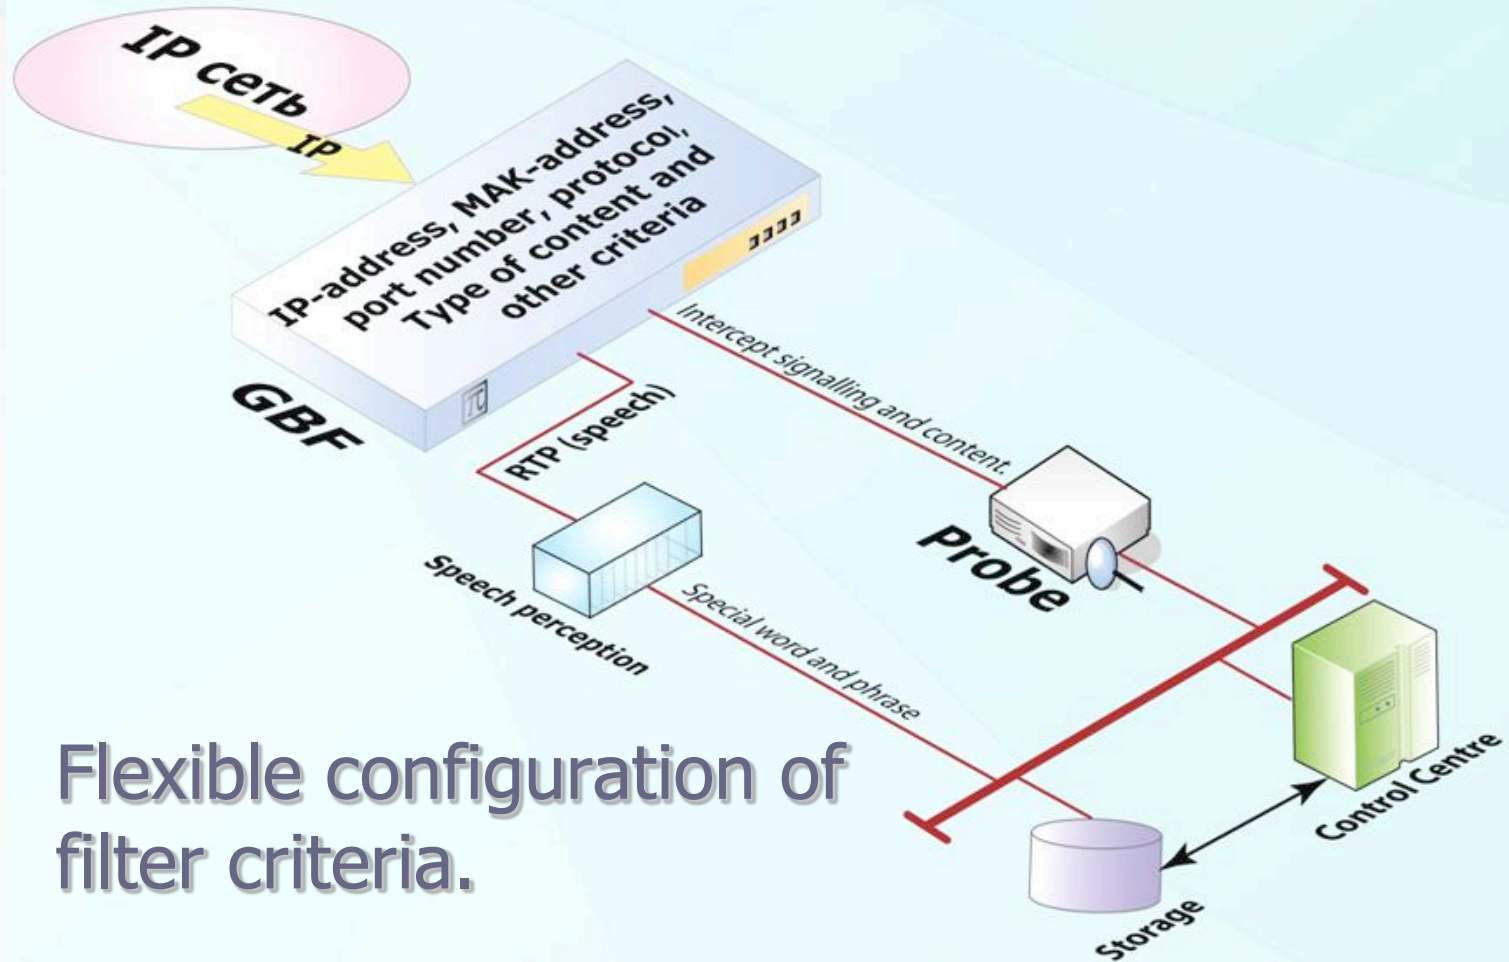 IP сеть
IP
IP-address, MAK-address,
port number, protocol,
Type of content and
other criteria
GBF
π
Intercept signalling and content.
RTP (speech)
Speech perception
Probe
Special word and phrase
Control Centre
Storage
Flexible configuration of
filter criteria.